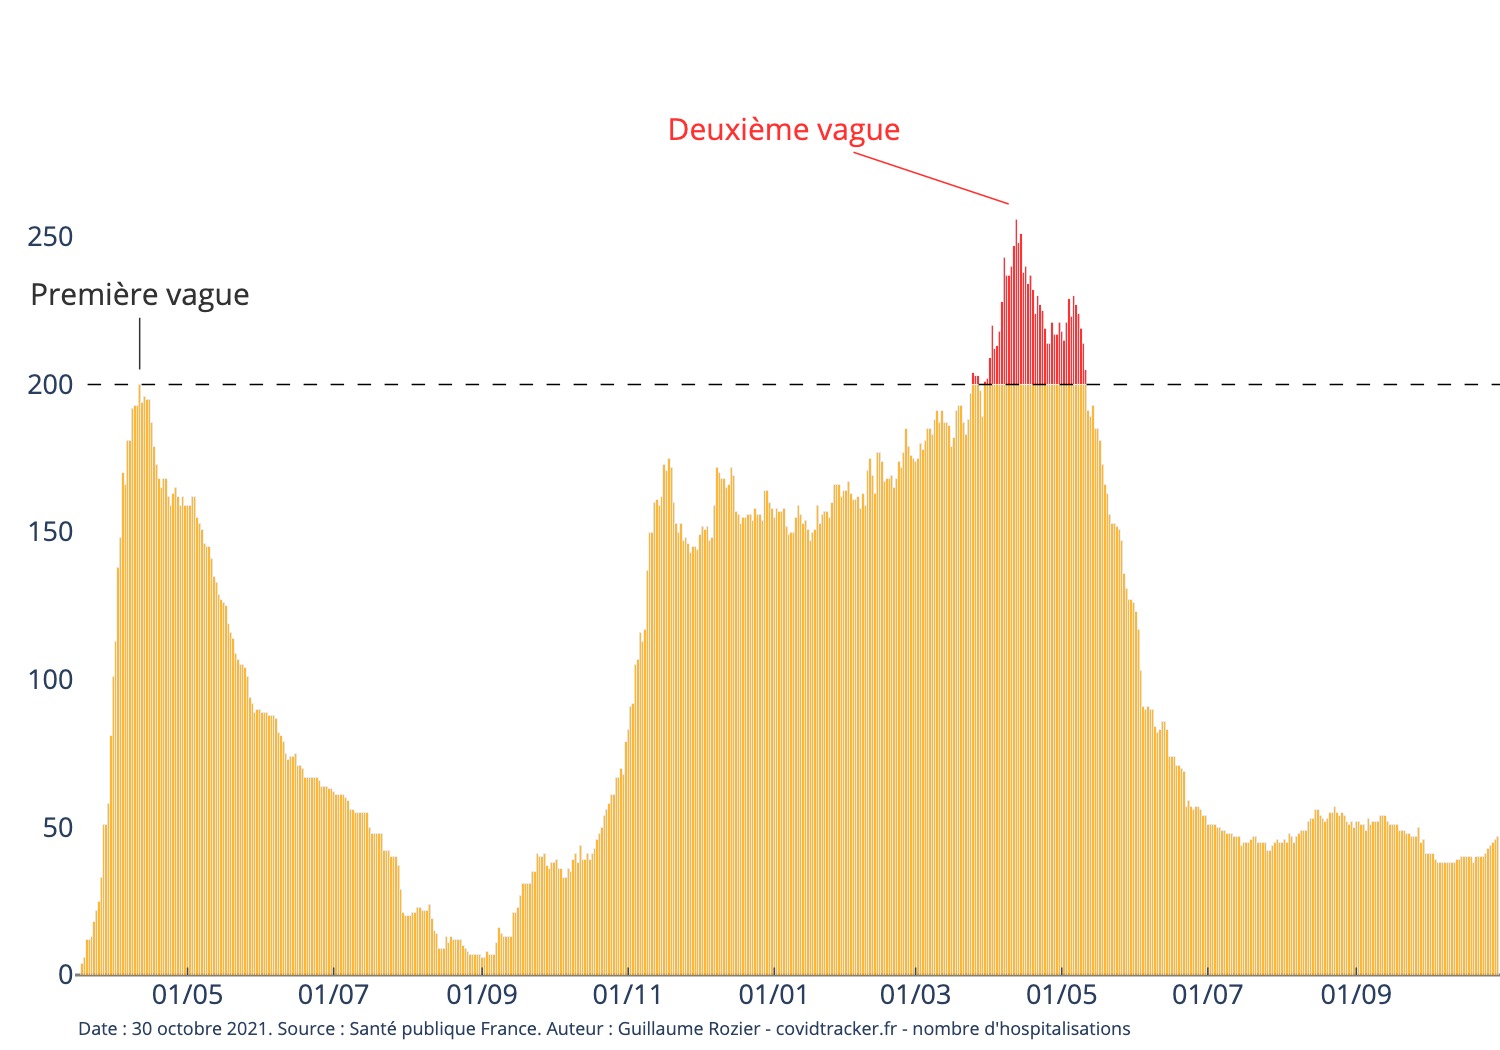 Deuxième vague
250
Première vague
200
150
100
50
0
01/05 01/07 01/09 01/11 01/01 01/03 01/05 01/07 01/09
Date : 30 octobre 2021. Source : Santé publique France. Auteur : Guillaume Rozier - covidtracker.fr - nombre d'hospitalisations